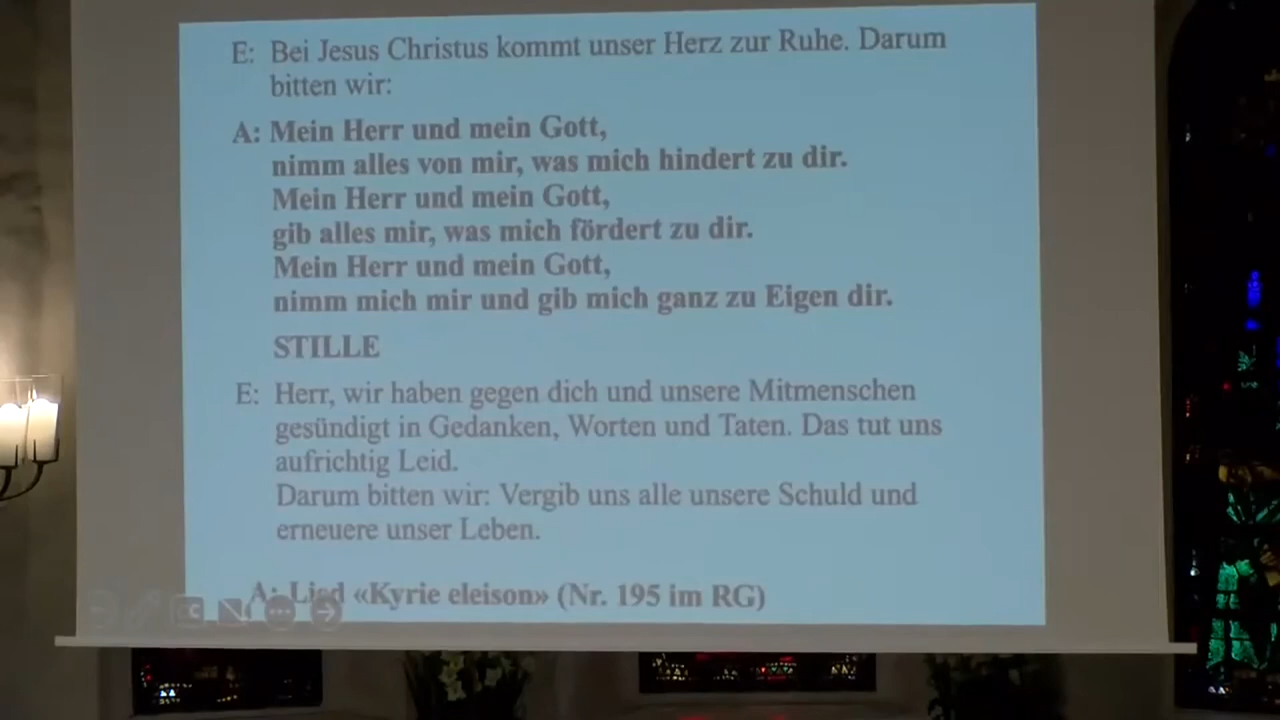 E: Bei Jesus Christus kommt unser Herz zur Ruhe. Darum
bitten wir:
A: Mein Herr und mein Gott,
nimm alles von mir, was mich hindert zu dir.
Mein Herr und mein Gott,
gib alles mir, was mich fördert zu dir.
Mein Herr und mein Gott,
nimm mich mir und gib mich ganz zu Eigen dir.
STILLE
E: Herr, wir haben gegen dich und unsere Mitmenschen
gesündigt in Gedanken, Worten und Taten. Das tut uns
aufrichtig Leid.
Darum bitten wir: Vergib uns alle unsere Schuld und
erneuere unser Leben.
A: Lied «Kyrie eleison» (Nr. 195 im RG)